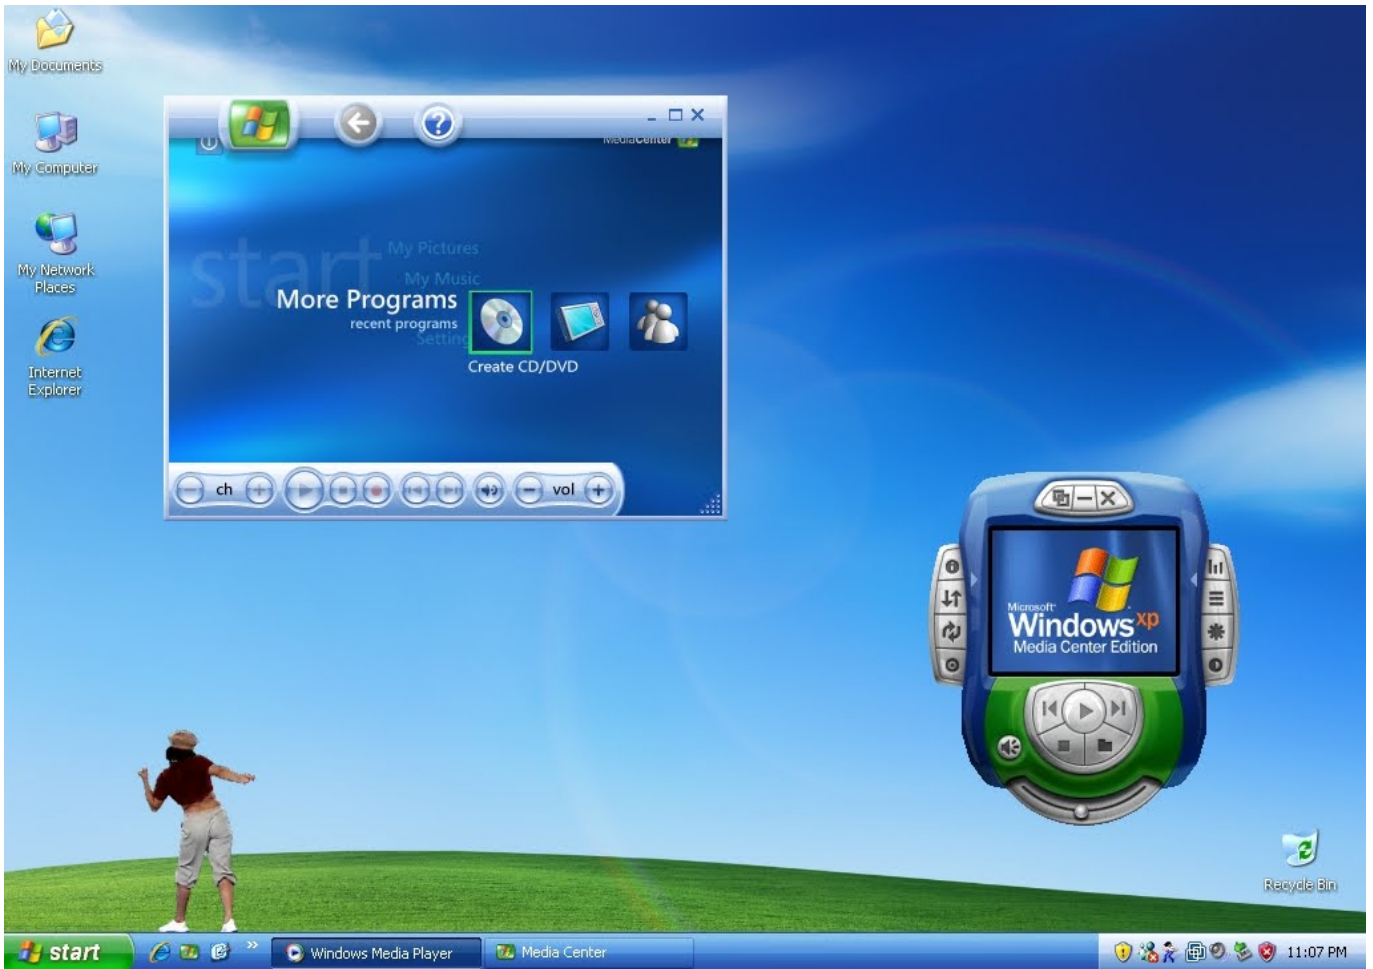 My Documents
My Computer
My Network
Places
Internet
Explorer
MediaCenter
start
My Pictures
My Music
More Programs
recent programs
Setting
Create CD/DVD
ch
vol
Microsoft
Windows xp
Media Center Edition
Recycle Bin
start
Windows Media Player
Media Center
11:07 PM